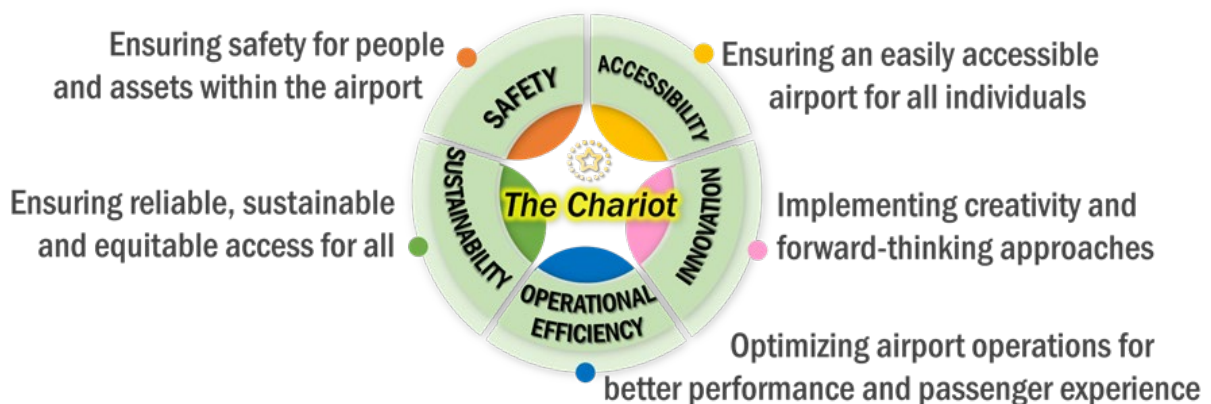 Ensuring safety for people
and assets within the airport
SAFETY
ACCESSIBILITY
Ensuring an easily accessible
airport for all individuals
Ensuring reliable, sustainable
and equitable access for all
SUSTAINABILITY
The Chariot
INNOVATION
Implementing creativity and
forward-thinking approaches
OPERATIONAL
EFFICIENCY
Optimizing airport operations for
better performance and passenger experience